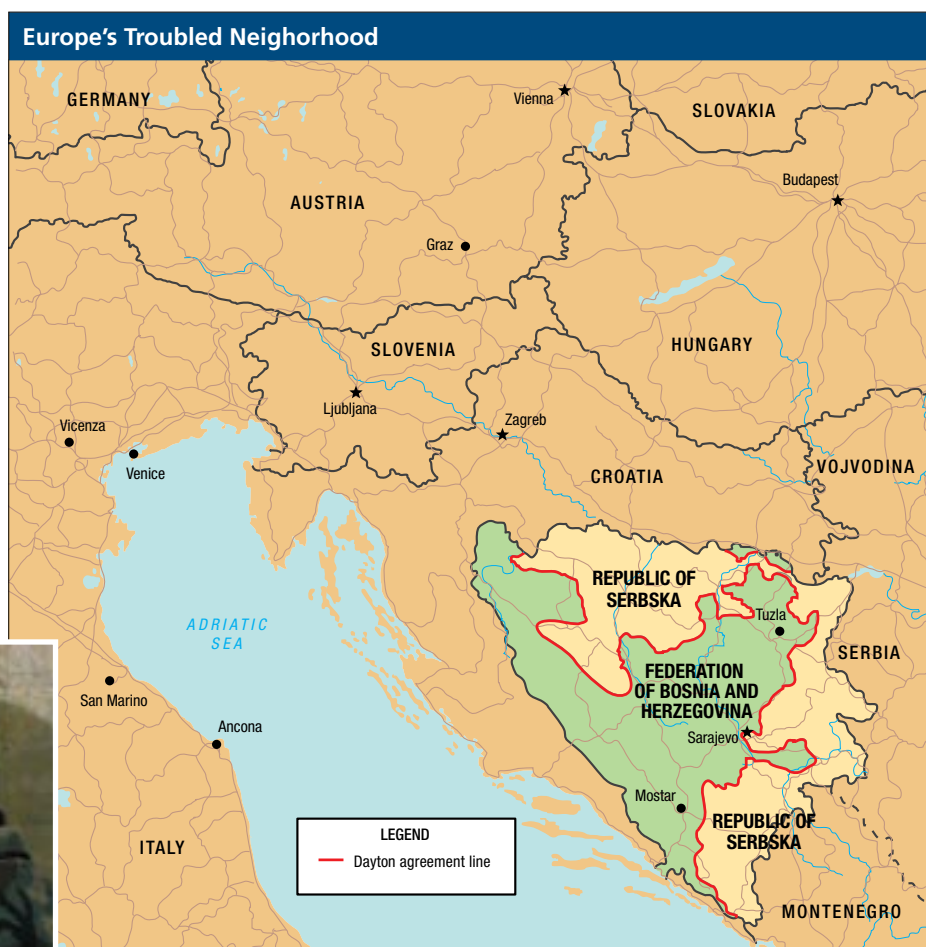 Europe's Troubled Neighorhood
GERMANY
Vienna
SLOVAKIA
Budapest
AUSTRIA
Graz
HUNGARY
SLOVENIA
Ljubljana
Zagreb
Vicenza
Venice
CROATIA
VOJVODINA
REPUBLIC OF
SERBSKA
Tuzla
ADRIATIC
SEA
SERBIA
FEDERATION
OF BOSNIA AND
HERZEGOVINA
San Marino
Ancona
Sarajevo
Mostar
REPUBLIC OF
SERBSKA
ITALY
LEGEND
Dayton agreement line
MONTENEGRO